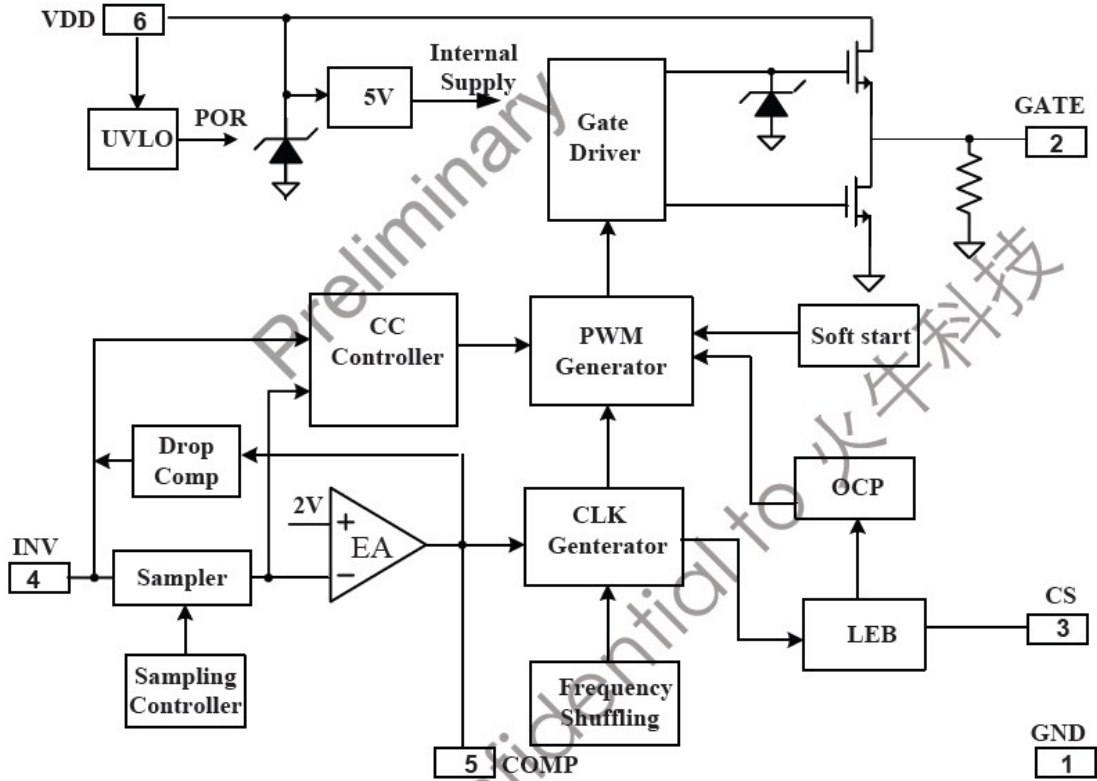 VDD
6
UVLO
POR
5V
Internal
Supply
Gate
Driver
GATE
2
CC
Controller
PWM
Generator
Soft start
Drop
Comp
2V
+
EA
−
CLK
Genterator
OCP
INV
4
Sampler
LEB
CS
3
Sampling
Controller
Frequency
Shuffling
5
COMP
GND
1
Preliminary
nfidential to 火牛科技